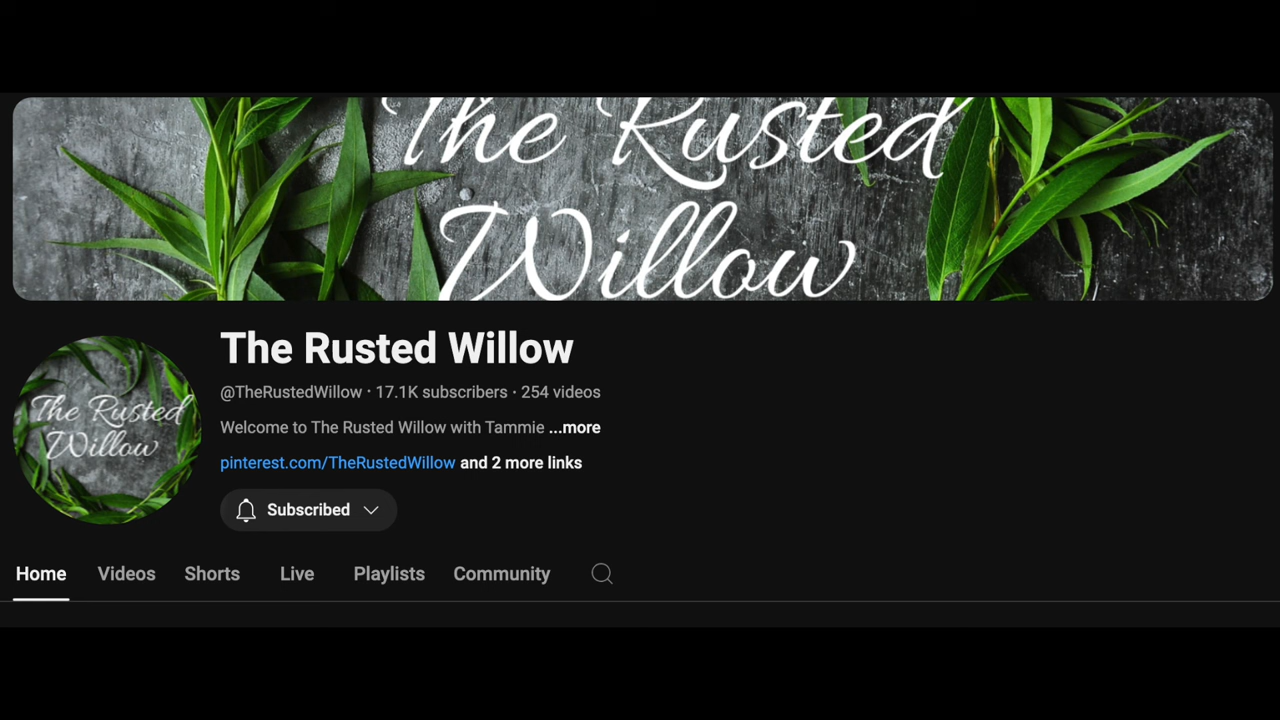 The Rusted
Willow
The Rusted
Willow
The Rusted Willow
@TheRustedWillow · 17.1K subscribers · 254 videos
Welcome to The Rusted Willow with Tammie ...more
pinterest.com/TheRustedWillow and 2 more links
Subscribed
Home Videos Shorts Live Playlists Community